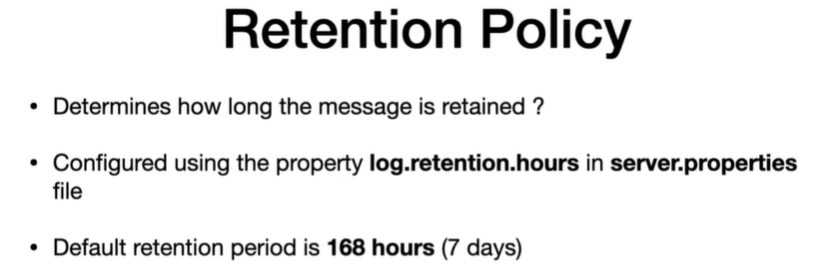 Retention Policy
• Determines how long the message is retained ?
• Configured using the property log.retention.hours in server.properties
file
• Default retention period is 168 hours (7 days)